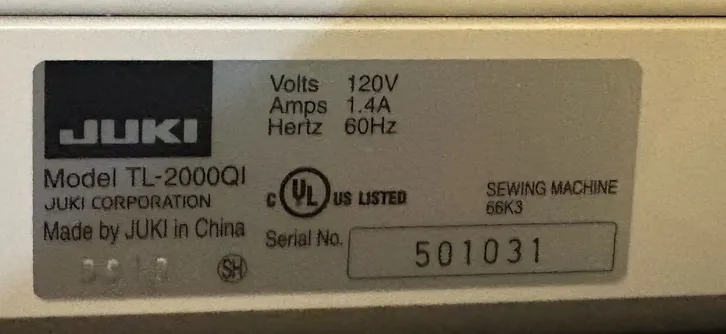 JUKI
Model TL-2000QI
JUKI CORPORATION
Made by JUKI in China
SH
Volts 120V
Amps 1.4A
Hertz 60Hz
C UL US LISTED
SEWING MACHINE
66K3
Serial No. 501031